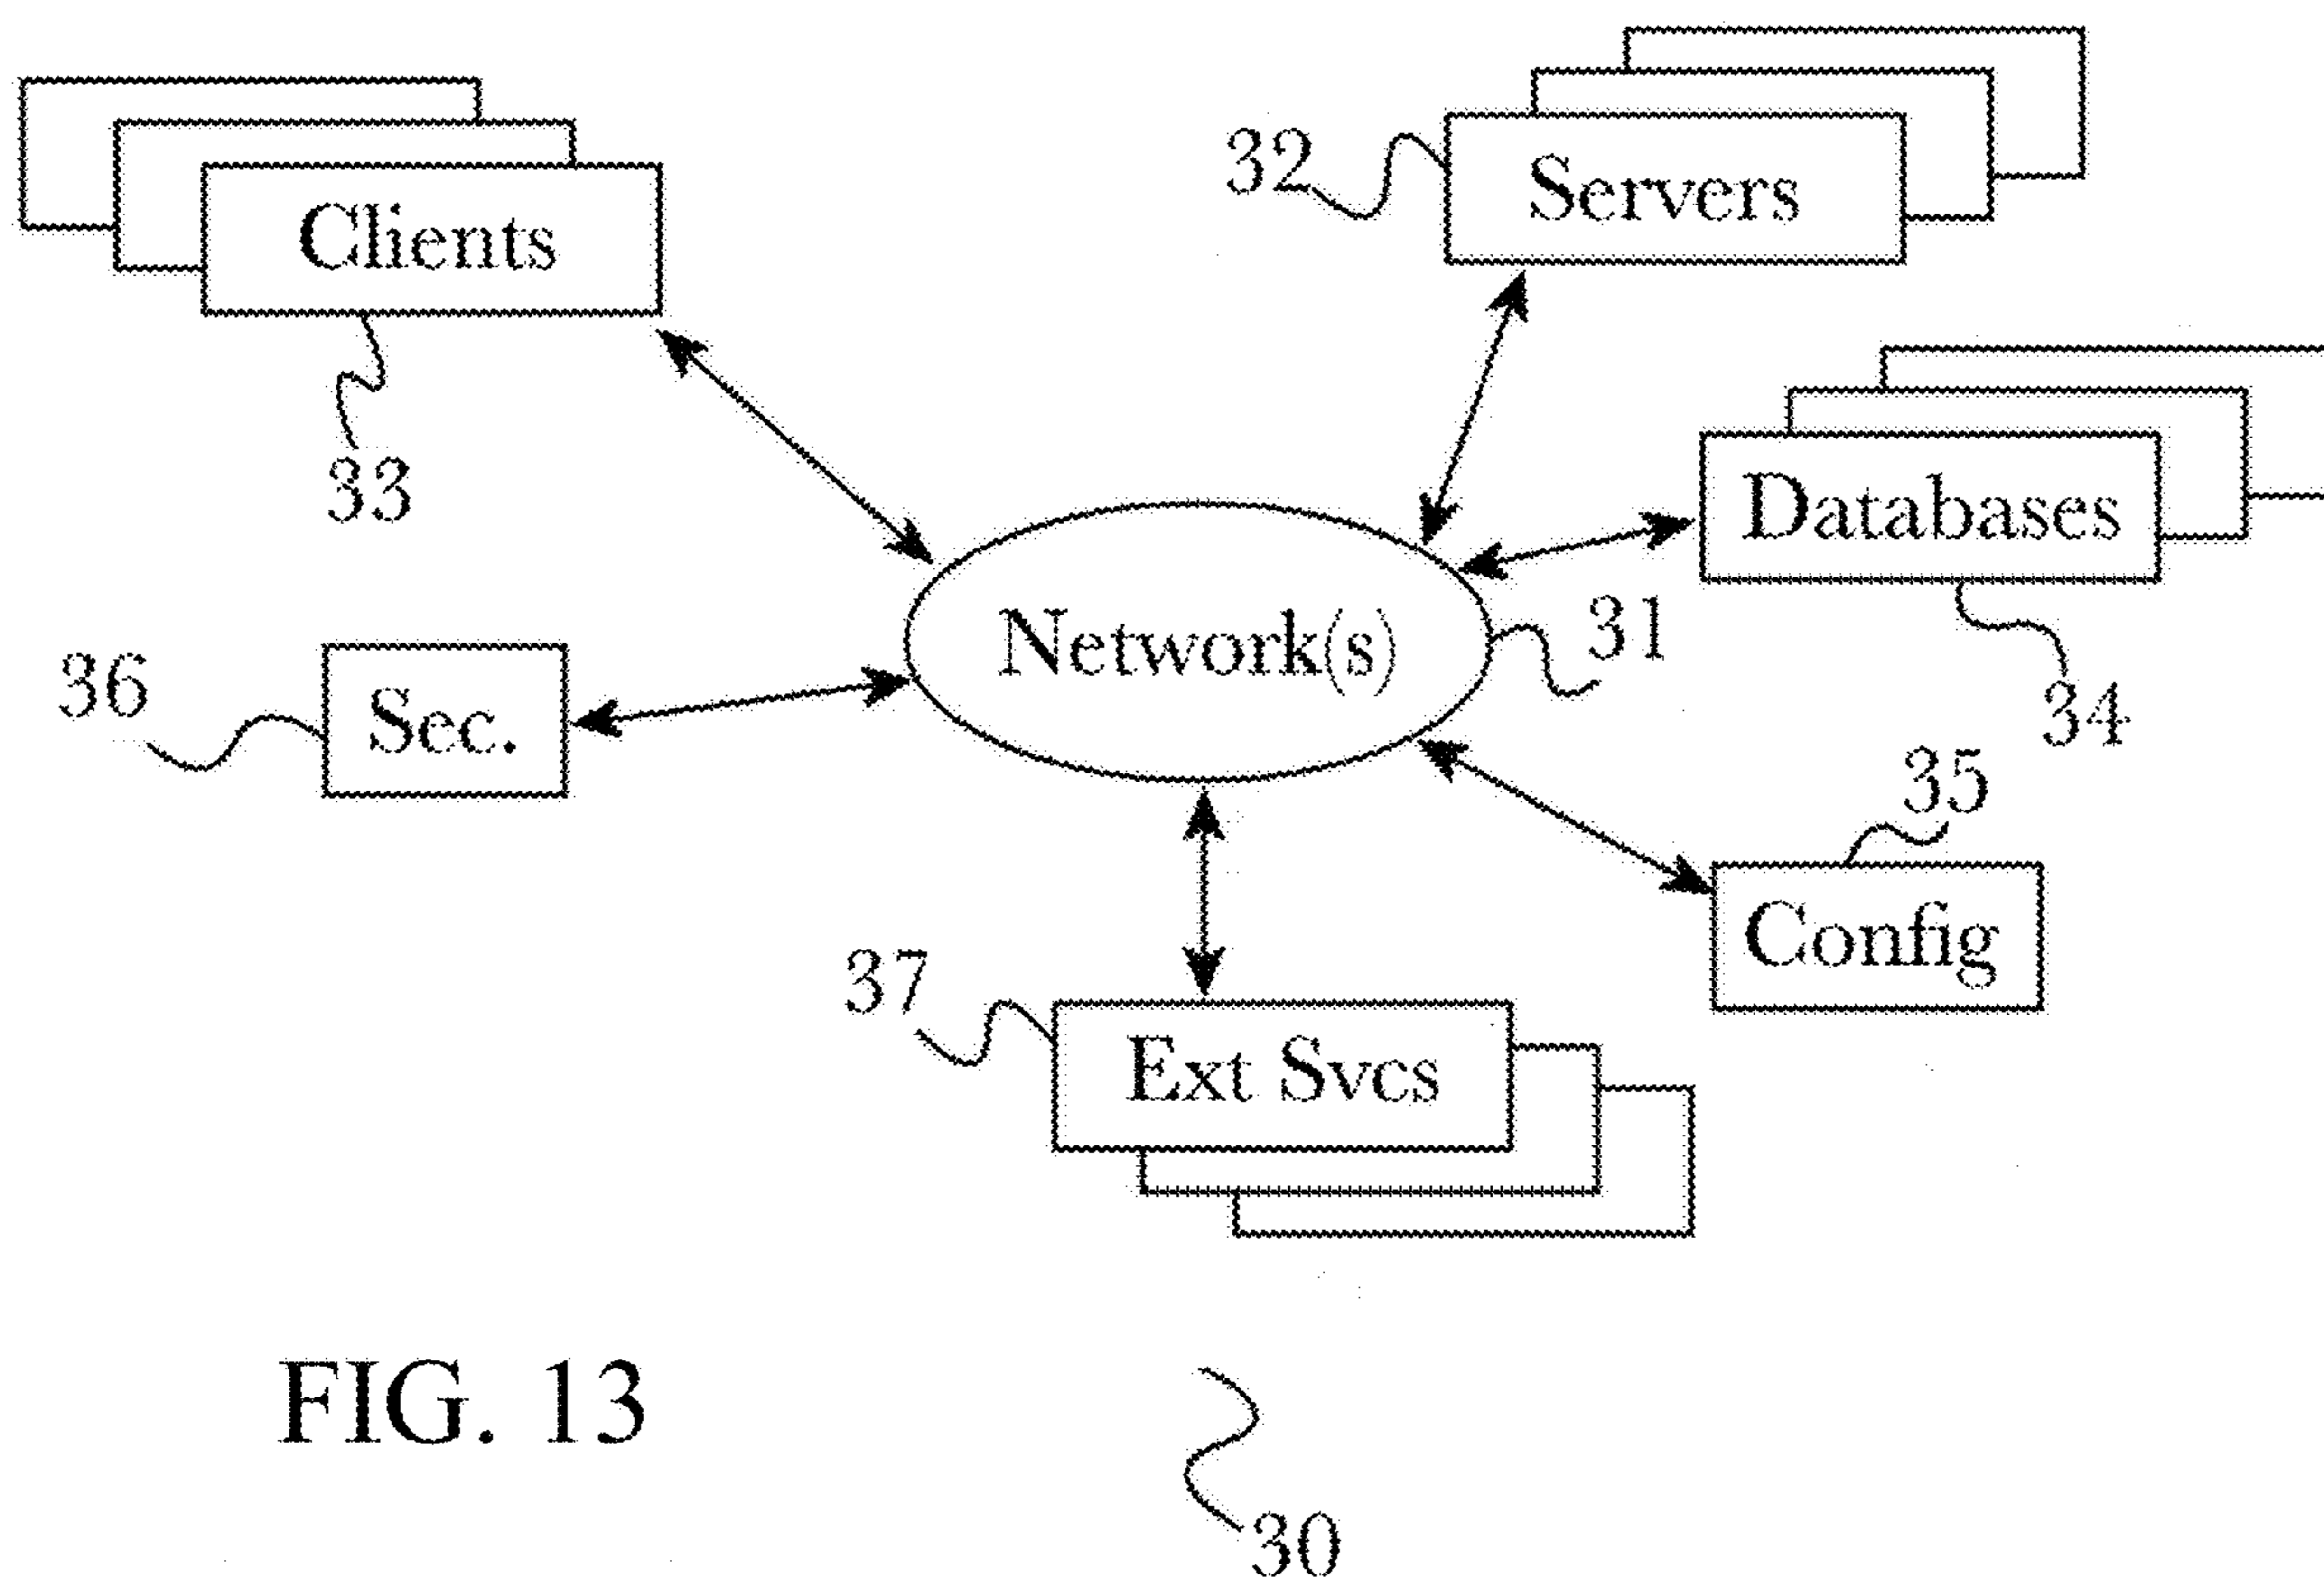 Clients
33
32
Servers
Databases
34
Network(s)
31
36
Sec.
35
Config
37
Ext Svcs
FIG. 13
30